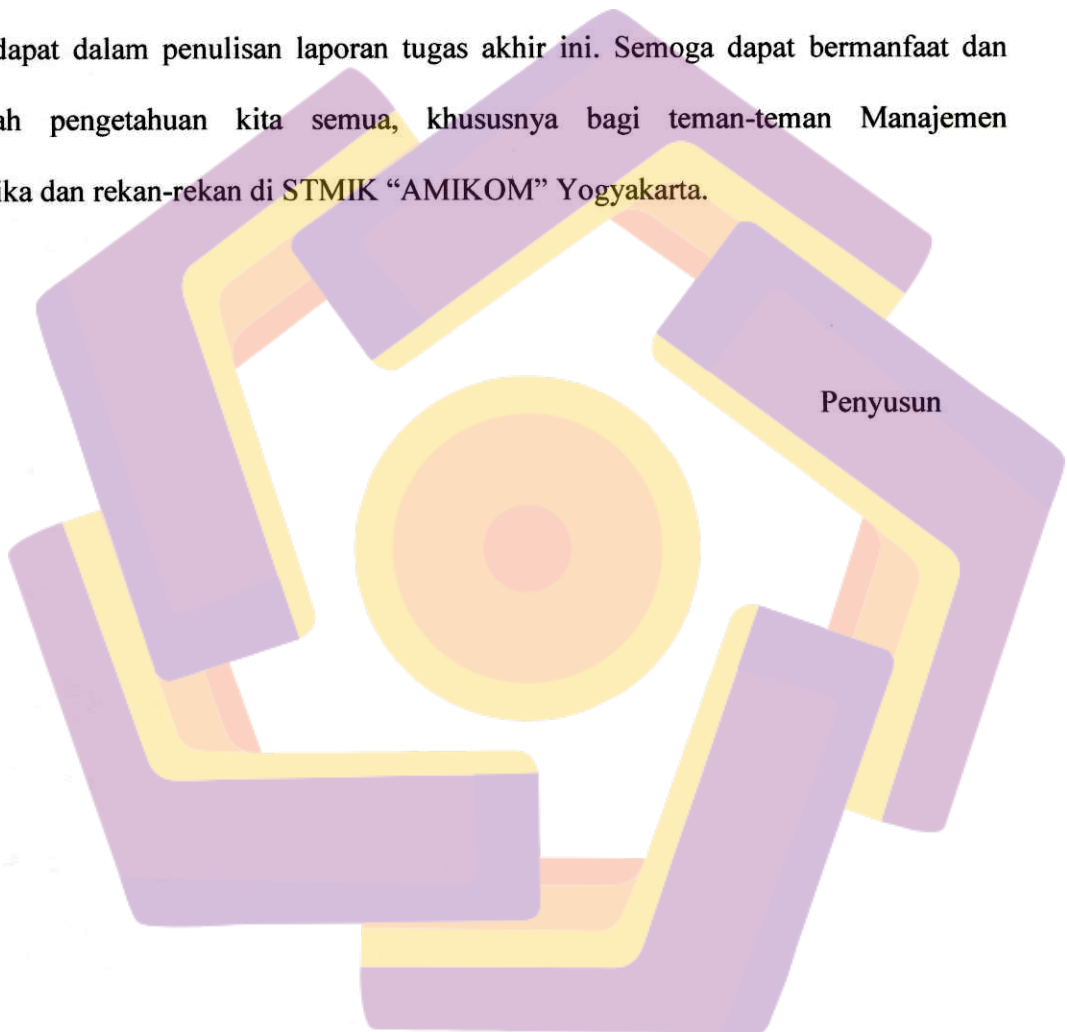 dapat dalam penulisan laporan tugas akhir ini. Semoga dapat bermanfaat dan
ah pengetahuan kita semua, khususnya bagi teman-teman Manajemen
ika dan rekan-rekan di STMIK “AMIKOM” Yogyakarta.
Penyusun